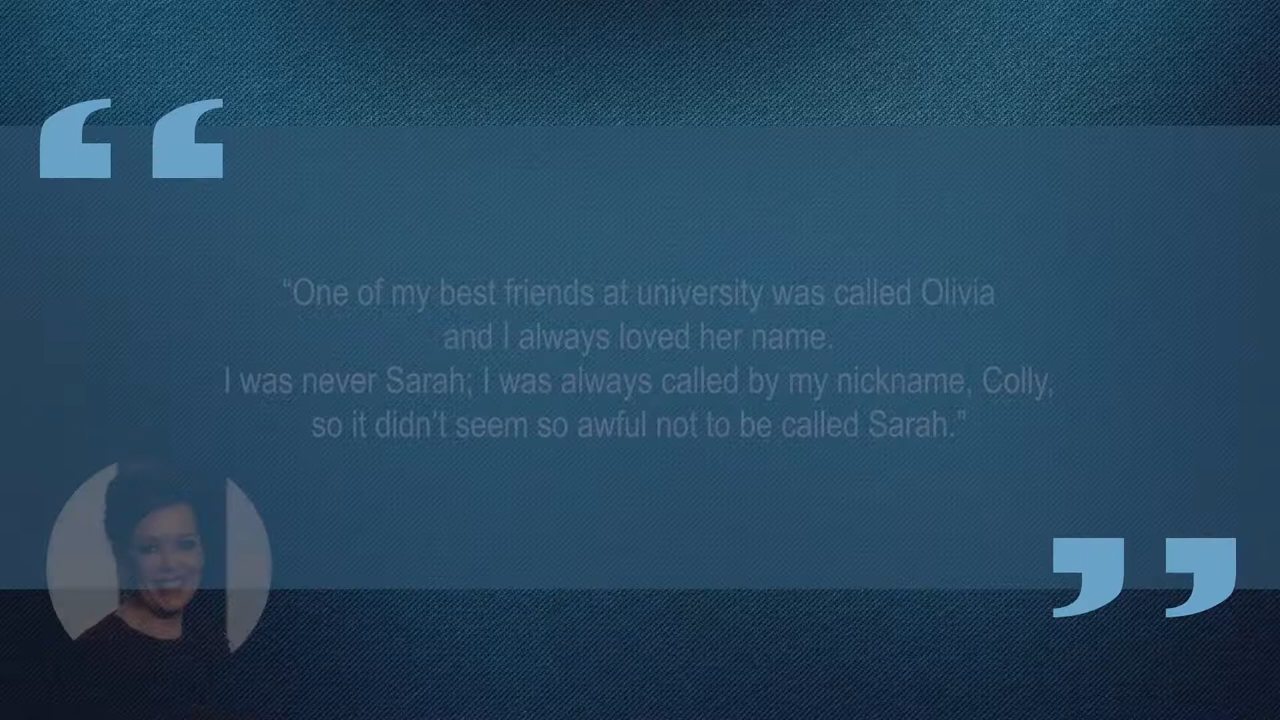 “One of my best friends at university was called Olivia
and I always loved her name.
I was never Sarah; I was always called by my nickname, Colly,
so it didn’t seem so awful not to be called Sarah.”